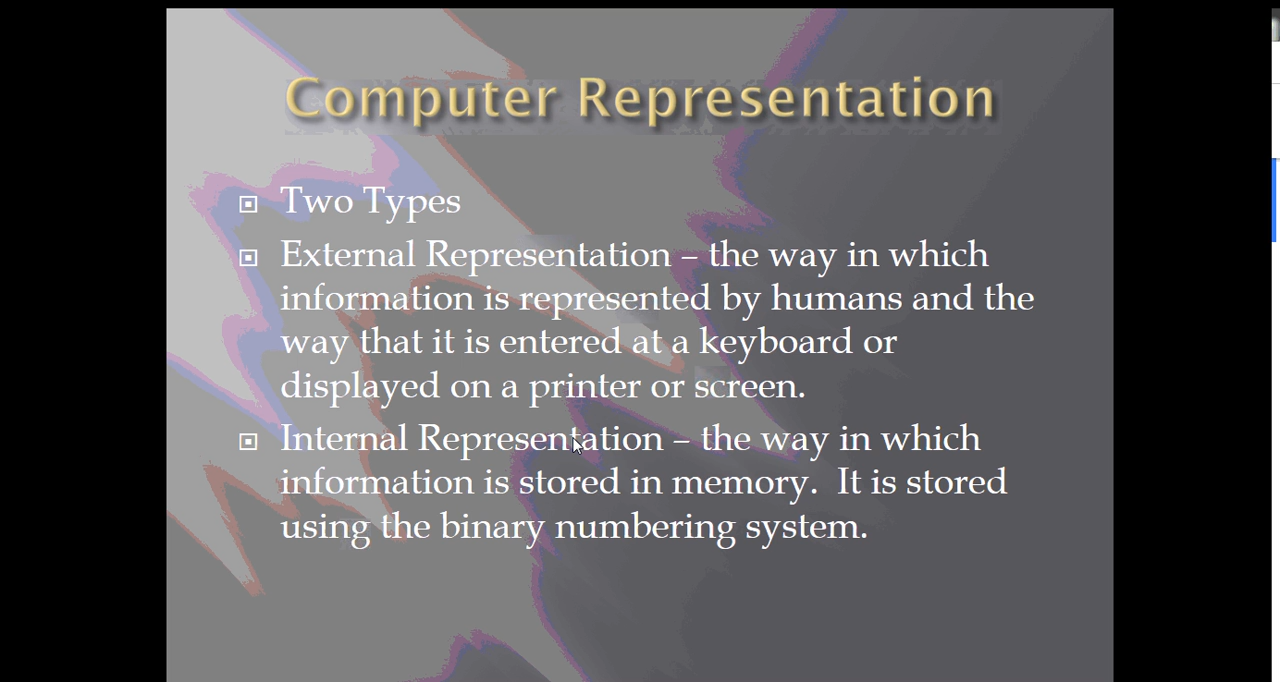 Computer Representation
Two Types
External Representation – the way in which
information is represented by humans and the
way that it is entered at a keyboard or
displayed on a printer or screen.
Internal Representation – the way in which
information is stored in memory.  It is stored
using the binary numbering system.